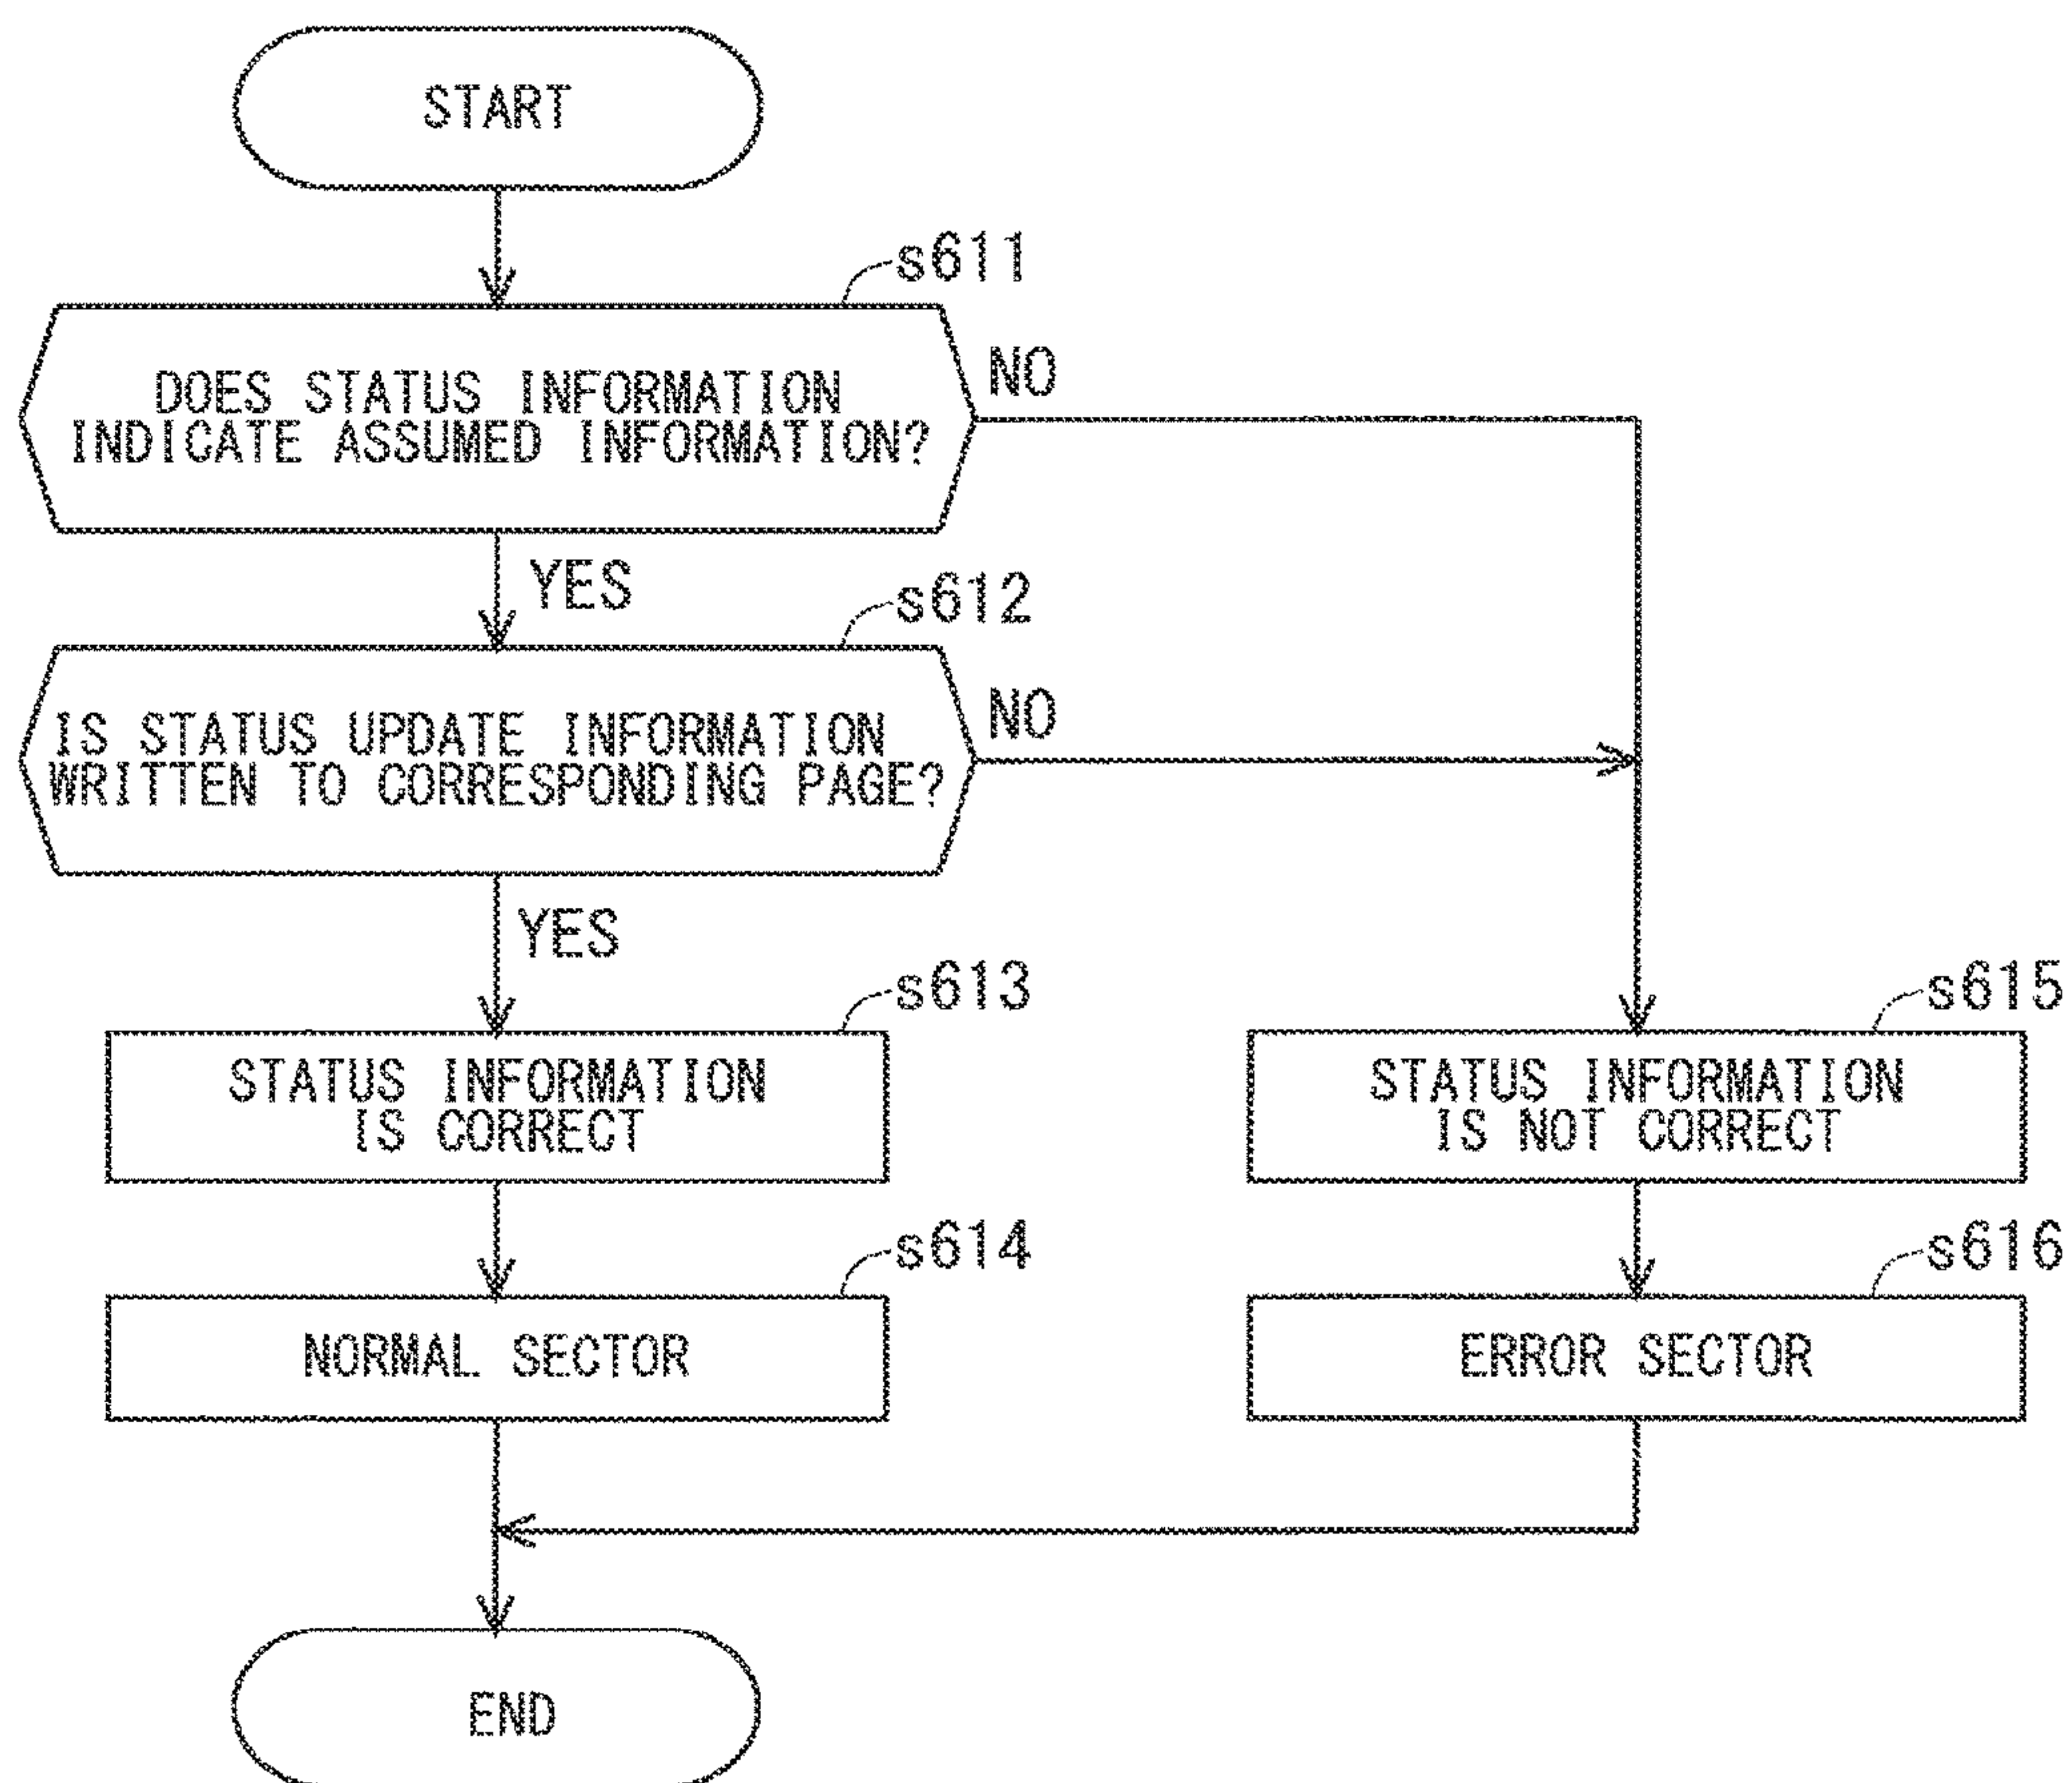 START
s611
DOES STATUS INFORMATION
INDICATE ASSUMED INFORMATION?
NO
YES
s612
IS STATUS UPDATE INFORMATION
WRITTEN TO CORRESPONDING PAGE?
NO
YES
s613
STATUS INFORMATION
IS CORRECT
s615
STATUS INFORMATION
IS NOT CORRECT
s614
NORMAL SECTOR
s616
ERROR SECTOR
END